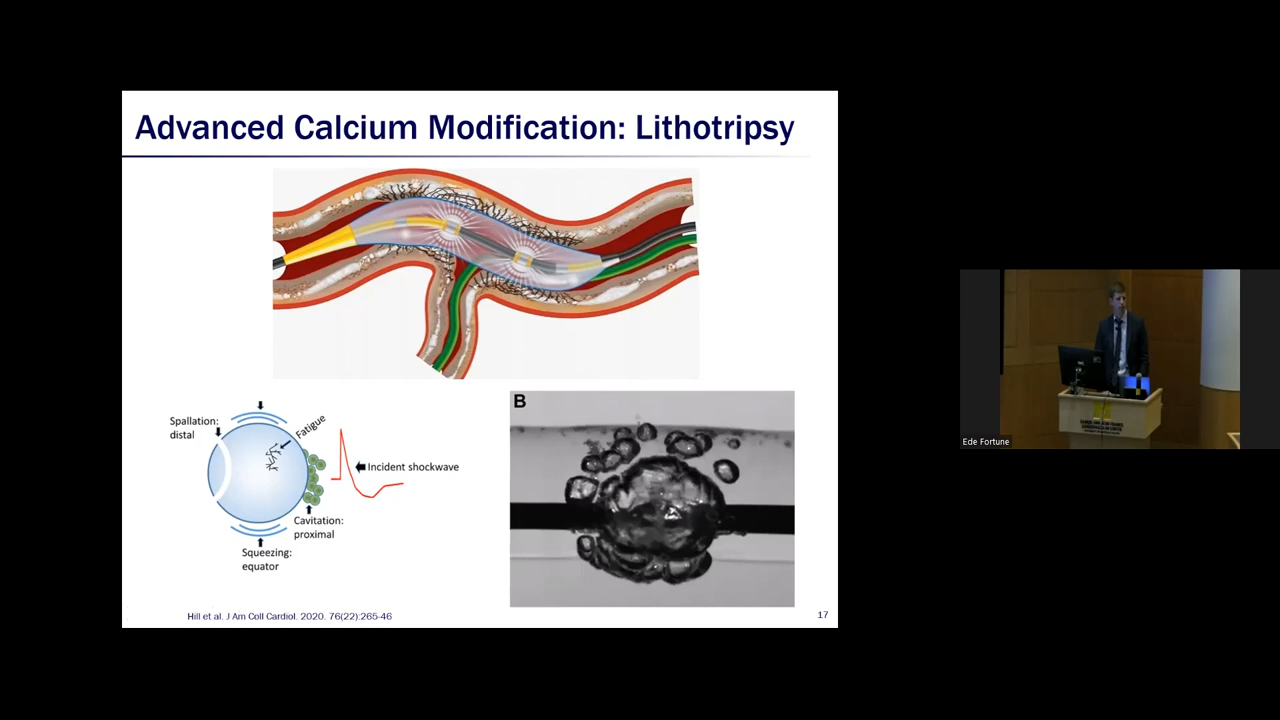 Advanced Calcium Modification: Lithotripsy
Spallation:
distal
Fatigue
Incident shockwave
Cavitation:
proximal
Squeezing:
equator
B
Hill et al. J Am Coll Cardiol. 2020. 76(22):265-46
17
Ede Fortune